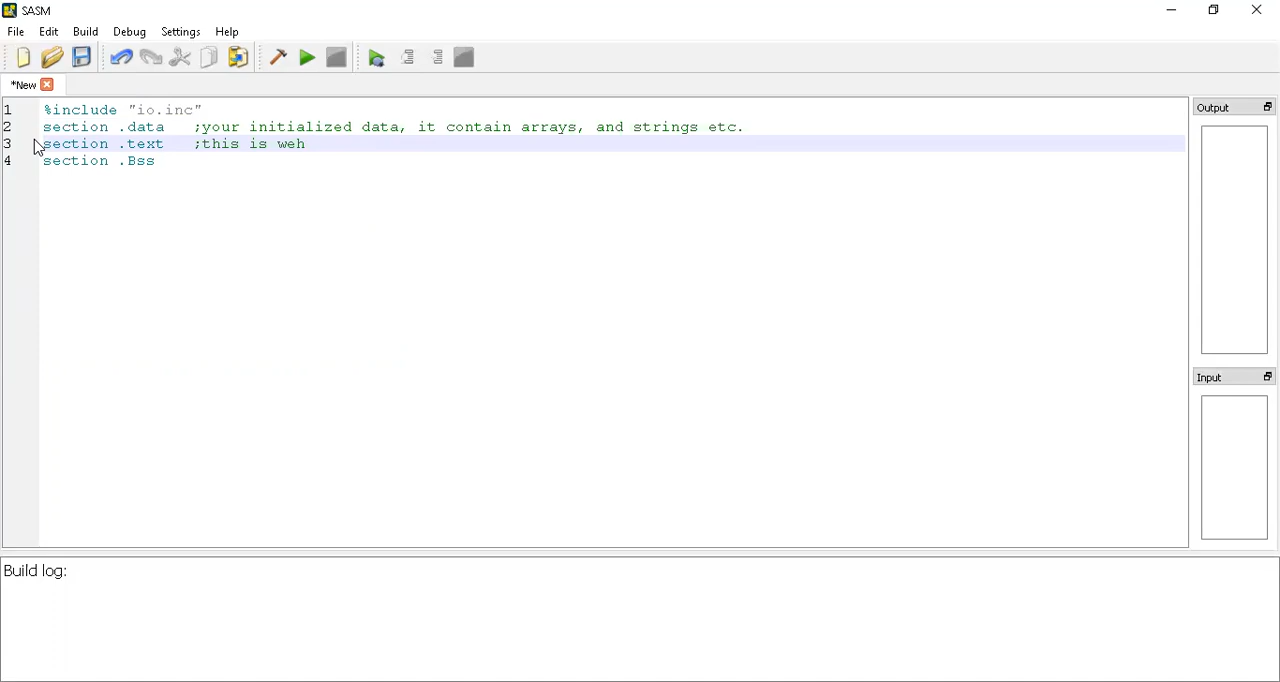 SASM
File Edit Build Debug Settings Help
*New
1 %include "io.inc"
2 section .data ;your initialized data, it contain arrays, and strings etc.
3 section .text ;this is weh
4 section .Bss
Output
Input
Build log: